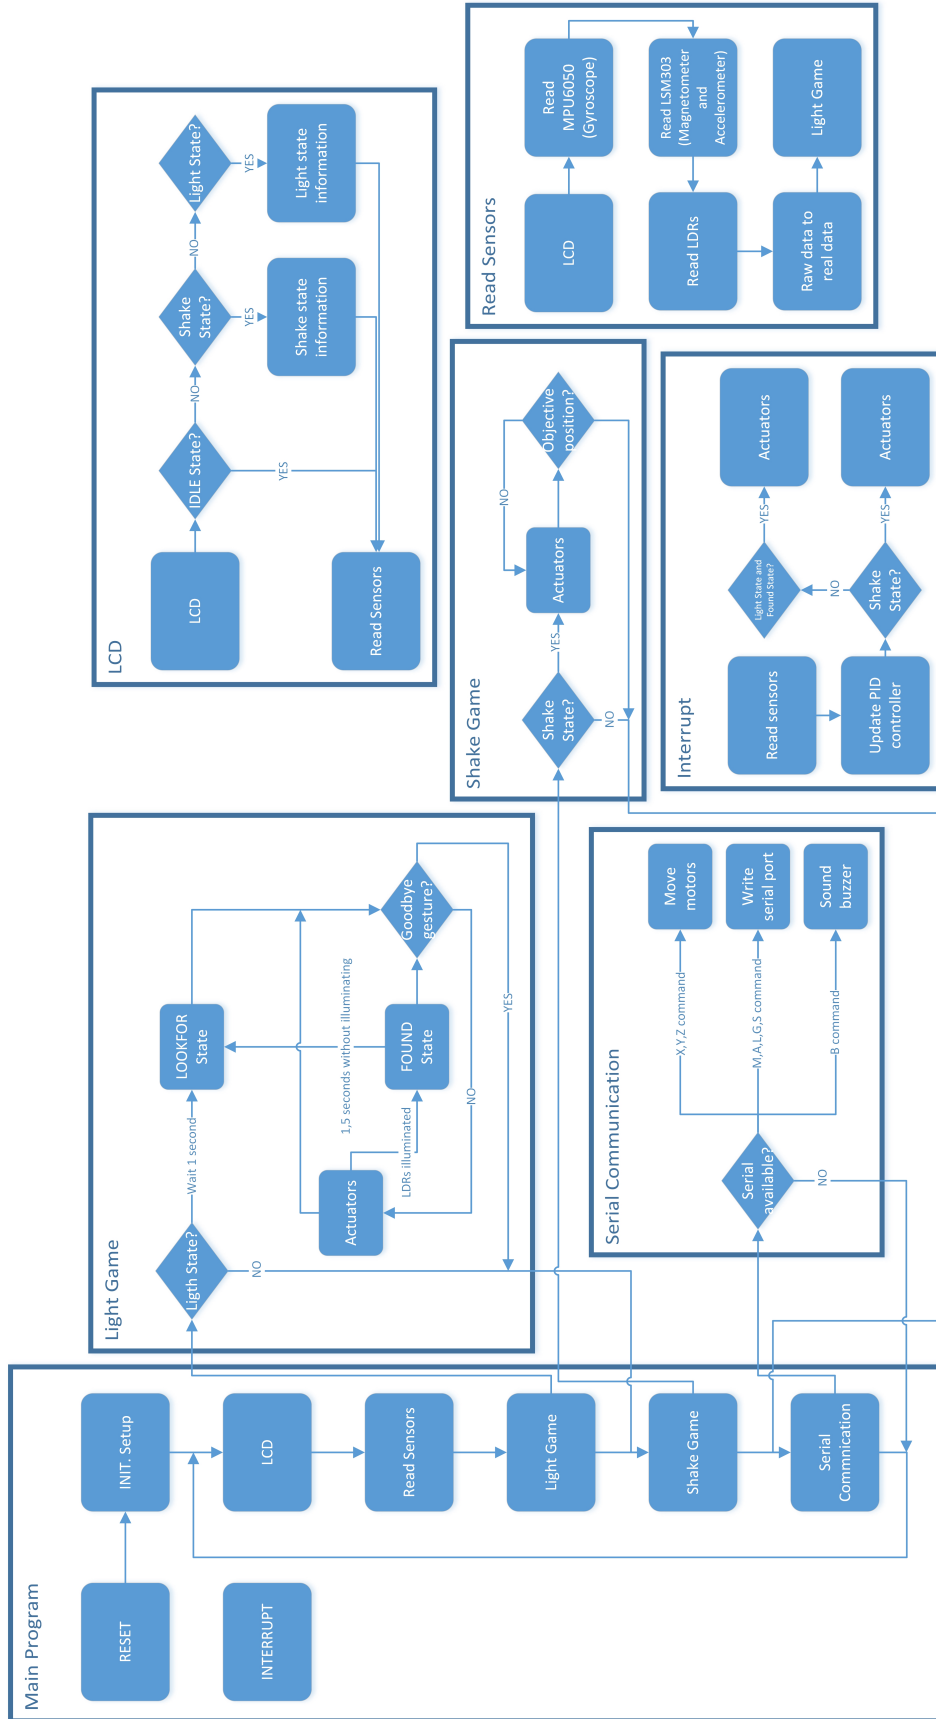 Main Program
RESET
INIT. Setup
INTERRUPT
LCD
Read Sensors
Light Game
Shake Game
Serial
Commnication
Light Game
Ligth State?
Wait 1 second
LOOKFOR
State
NO
Actuators
LDRs illuminated
1,5 seconds without illuminating
FOUND
State
Goodbye
gesture?
NO
YES
LCD
LCD
IDLE State?
NO
Shake
State?
NO
Light State?
YES
YES
YES
Shake state
information
Light state
information
Read Sensors
Shake Game
Shake
State?
YES
NO
Actuators
NO
Objective
position?
Serial Communication
Serial
available?
NO
X,Y,Z command
M,A,L,G,S command
B command
Move
motors
Write
serial port
Sound
buzzer
Read Sensors
LCD
Read
MPU6050
(Gyroscope)
Read LSM303
(Magnetometer
and
Accelerometer)
Read LDRs
Raw data to
real data
Light Game
Interrupt
Read sensors
Update PID
controller
Shake
State?
NO
YES
Light State and
Found State?
YES
Actuators
Actuators